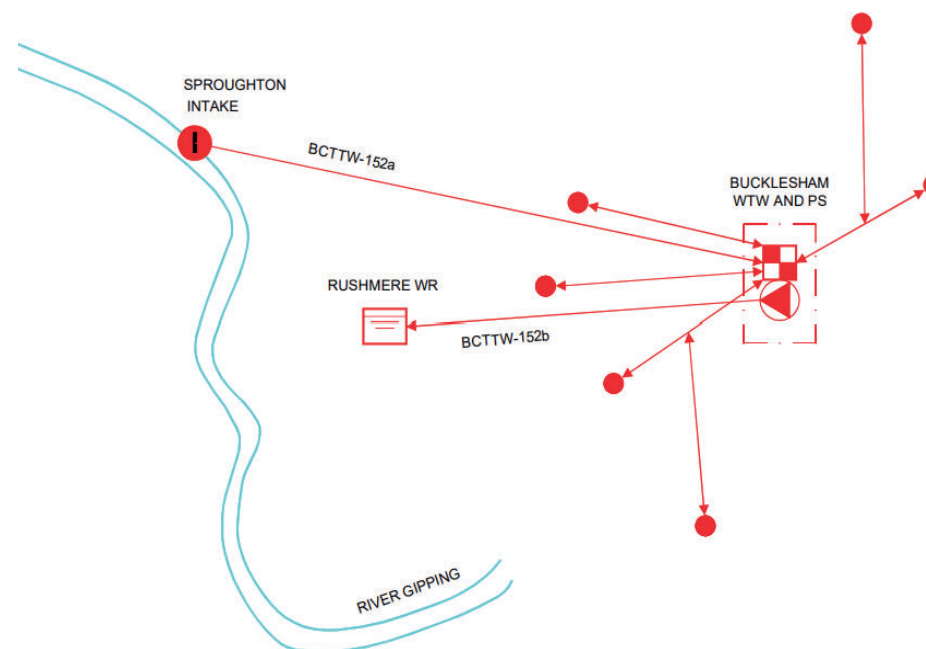 SPROUGHTON
INTAKE
BCTTW-152a
BUCKLESHAM
WTW AND PS
RUSHMERE WR
BCTTW-152b
RIVER GIPPING